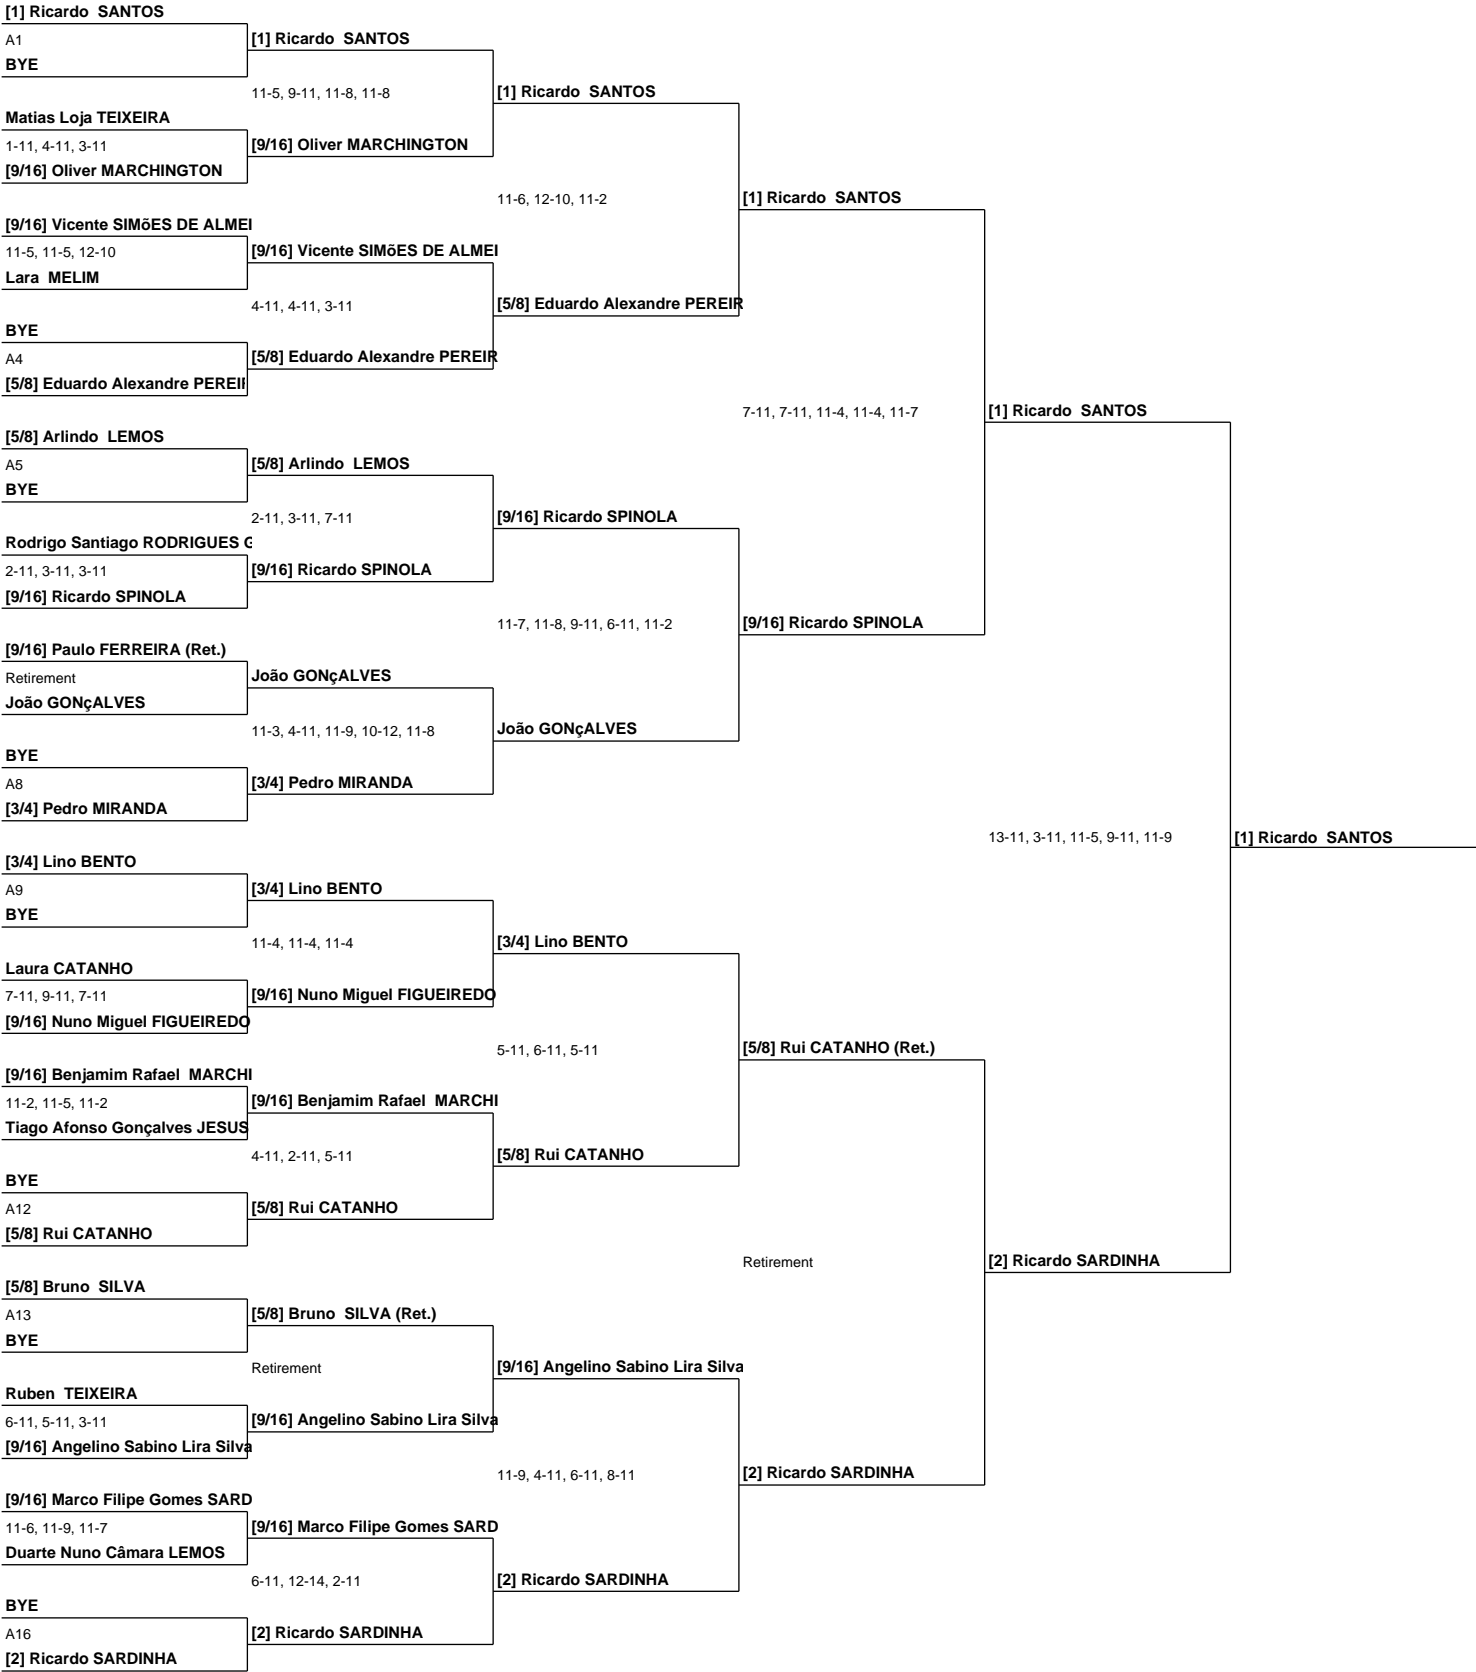 [1] Ricardo  SANTOS
A1
[1] Ricardo  SANTOS
BYE
11-5, 9-11, 11-8, 11-8
[1] Ricardo  SANTOS
Matias Loja TEIXEIRA
1-11, 4-11, 3-11
[9/16] Oliver MARCHINGTON
[9/16] Oliver MARCHINGTON
11-6, 12-10, 11-2
[1] Ricardo  SANTOS
[9/16] Vicente SIMõES DE ALMEI
11-5, 11-5, 12-10
[9/16] Vicente SIMõES DE ALMEI
Lara  MELIM
4-11, 4-11, 3-11
[5/8] Eduardo Alexandre PEREIR
BYE
A4
[5/8] Eduardo Alexandre PEREIR
[5/8] Eduardo Alexandre PEREI
7-11, 7-11, 11-4, 11-4, 11-7
[1] Ricardo  SANTOS
[5/8] Arlindo  LEMOS
A5
[5/8] Arlindo  LEMOS
BYE
2-11, 3-11, 7-11
[9/16] Ricardo SPINOLA
Rodrigo Santiago RODRIGUES G
2-11, 3-11, 3-11
[9/16] Ricardo SPINOLA
[9/16] Ricardo SPINOLA
11-7, 11-8, 9-11, 6-11, 11-2
[9/16] Ricardo SPINOLA
[9/16] Paulo FERREIRA (Ret.)
Retirement
João GONçALVES
João GONçALVES
11-3, 4-11, 11-9, 10-12, 11-8
João GONçALVES
BYE
A8
[3/4] Pedro MIRANDA
[3/4] Pedro MIRANDA
13-11, 3-11, 11-5, 9-11, 11-9
[1] Ricardo  SANTOS
[3/4] Lino BENTO
A9
[3/4] Lino BENTO
BYE
11-4, 11-4, 11-4
[3/4] Lino BENTO
Laura CATANHO
7-11, 9-11, 7-11
[9/16] Nuno Miguel FIGUEIREDO
[9/16] Nuno Miguel FIGUEIREDO
5-11, 6-11, 5-11
[5/8] Rui CATANHO (Ret.)
[9/16] Benjamim Rafael  MARCHI
11-2, 11-5, 11-2
[9/16] Benjamim Rafael  MARCHI
Tiago Afonso Gonçalves JESUS
4-11, 2-11, 5-11
[5/8] Rui CATANHO
BYE
A12
[5/8] Rui CATANHO
[5/8] Rui CATANHO
Retirement
[2] Ricardo SARDINHA
[5/8] Bruno  SILVA
A13
[5/8] Bruno  SILVA (Ret.)
BYE
Retirement
[9/16] Angelino Sabino Lira Silva
Ruben  TEIXEIRA
6-11, 5-11, 3-11
[9/16] Angelino Sabino Lira Silva
[9/16] Angelino Sabino Lira Silva
11-9, 4-11, 6-11, 8-11
[2] Ricardo SARDINHA
[9/16] Marco Filipe Gomes SARD
11-6, 11-9, 11-7
[9/16] Marco Filipe Gomes SARD
Duarte Nuno Câmara LEMOS
6-11, 12-14, 2-11
[2] Ricardo SARDINHA
BYE
A16
[2] Ricardo SARDINHA
[2] Ricardo SARDINHA